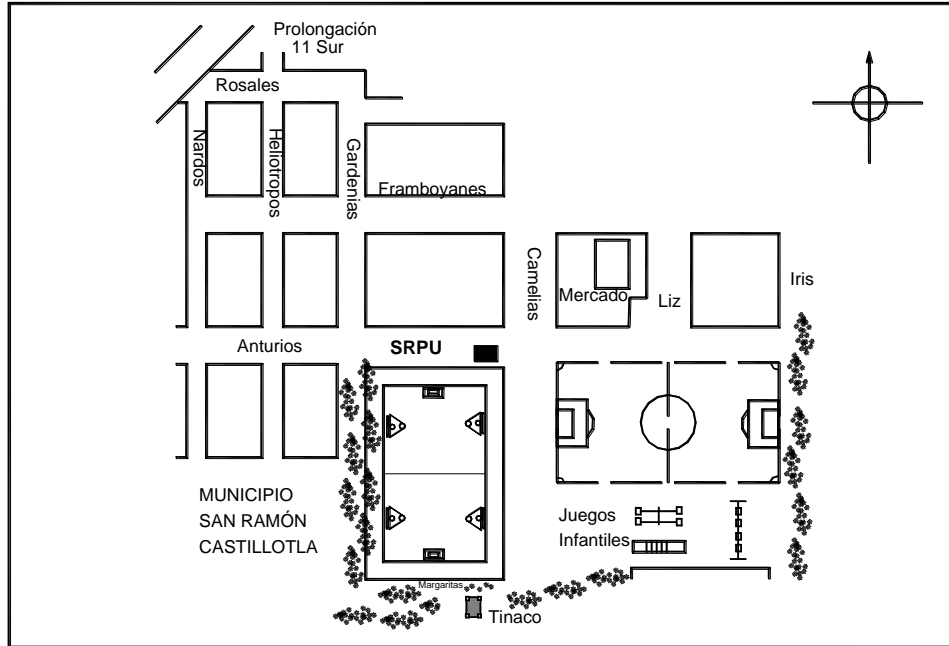 Prolongación
11 Sur
Rosales
Nardos
Heliotropos
Gardenias
Framboyanes
Camelias
Mercado
Liz
Iris
Anturios
SRPU
MUNICIPIO
SAN RAMÓN
CASTILLOTLA
Juegos
Infantiles
Margaritas
Tinaco